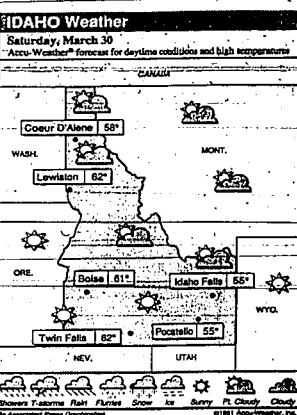 IDAHO Weather
Saturday, March 30
Accu-Weather® forecast for daytime conditions and high temperatures
CANADA
Coeur D'Alene 58°
WASH.
MONT.
Lewiston 62°
ORE.
Boise 61°
Idaho Falls 55°
WYO.
Twin Falls 62°
Pocatello 55°
NEV.
UTAH
Showers T-storms Rain Flurries Snow Ice Sunny Pt. Cloudy Cloudy
©1991 Accu-Weather,